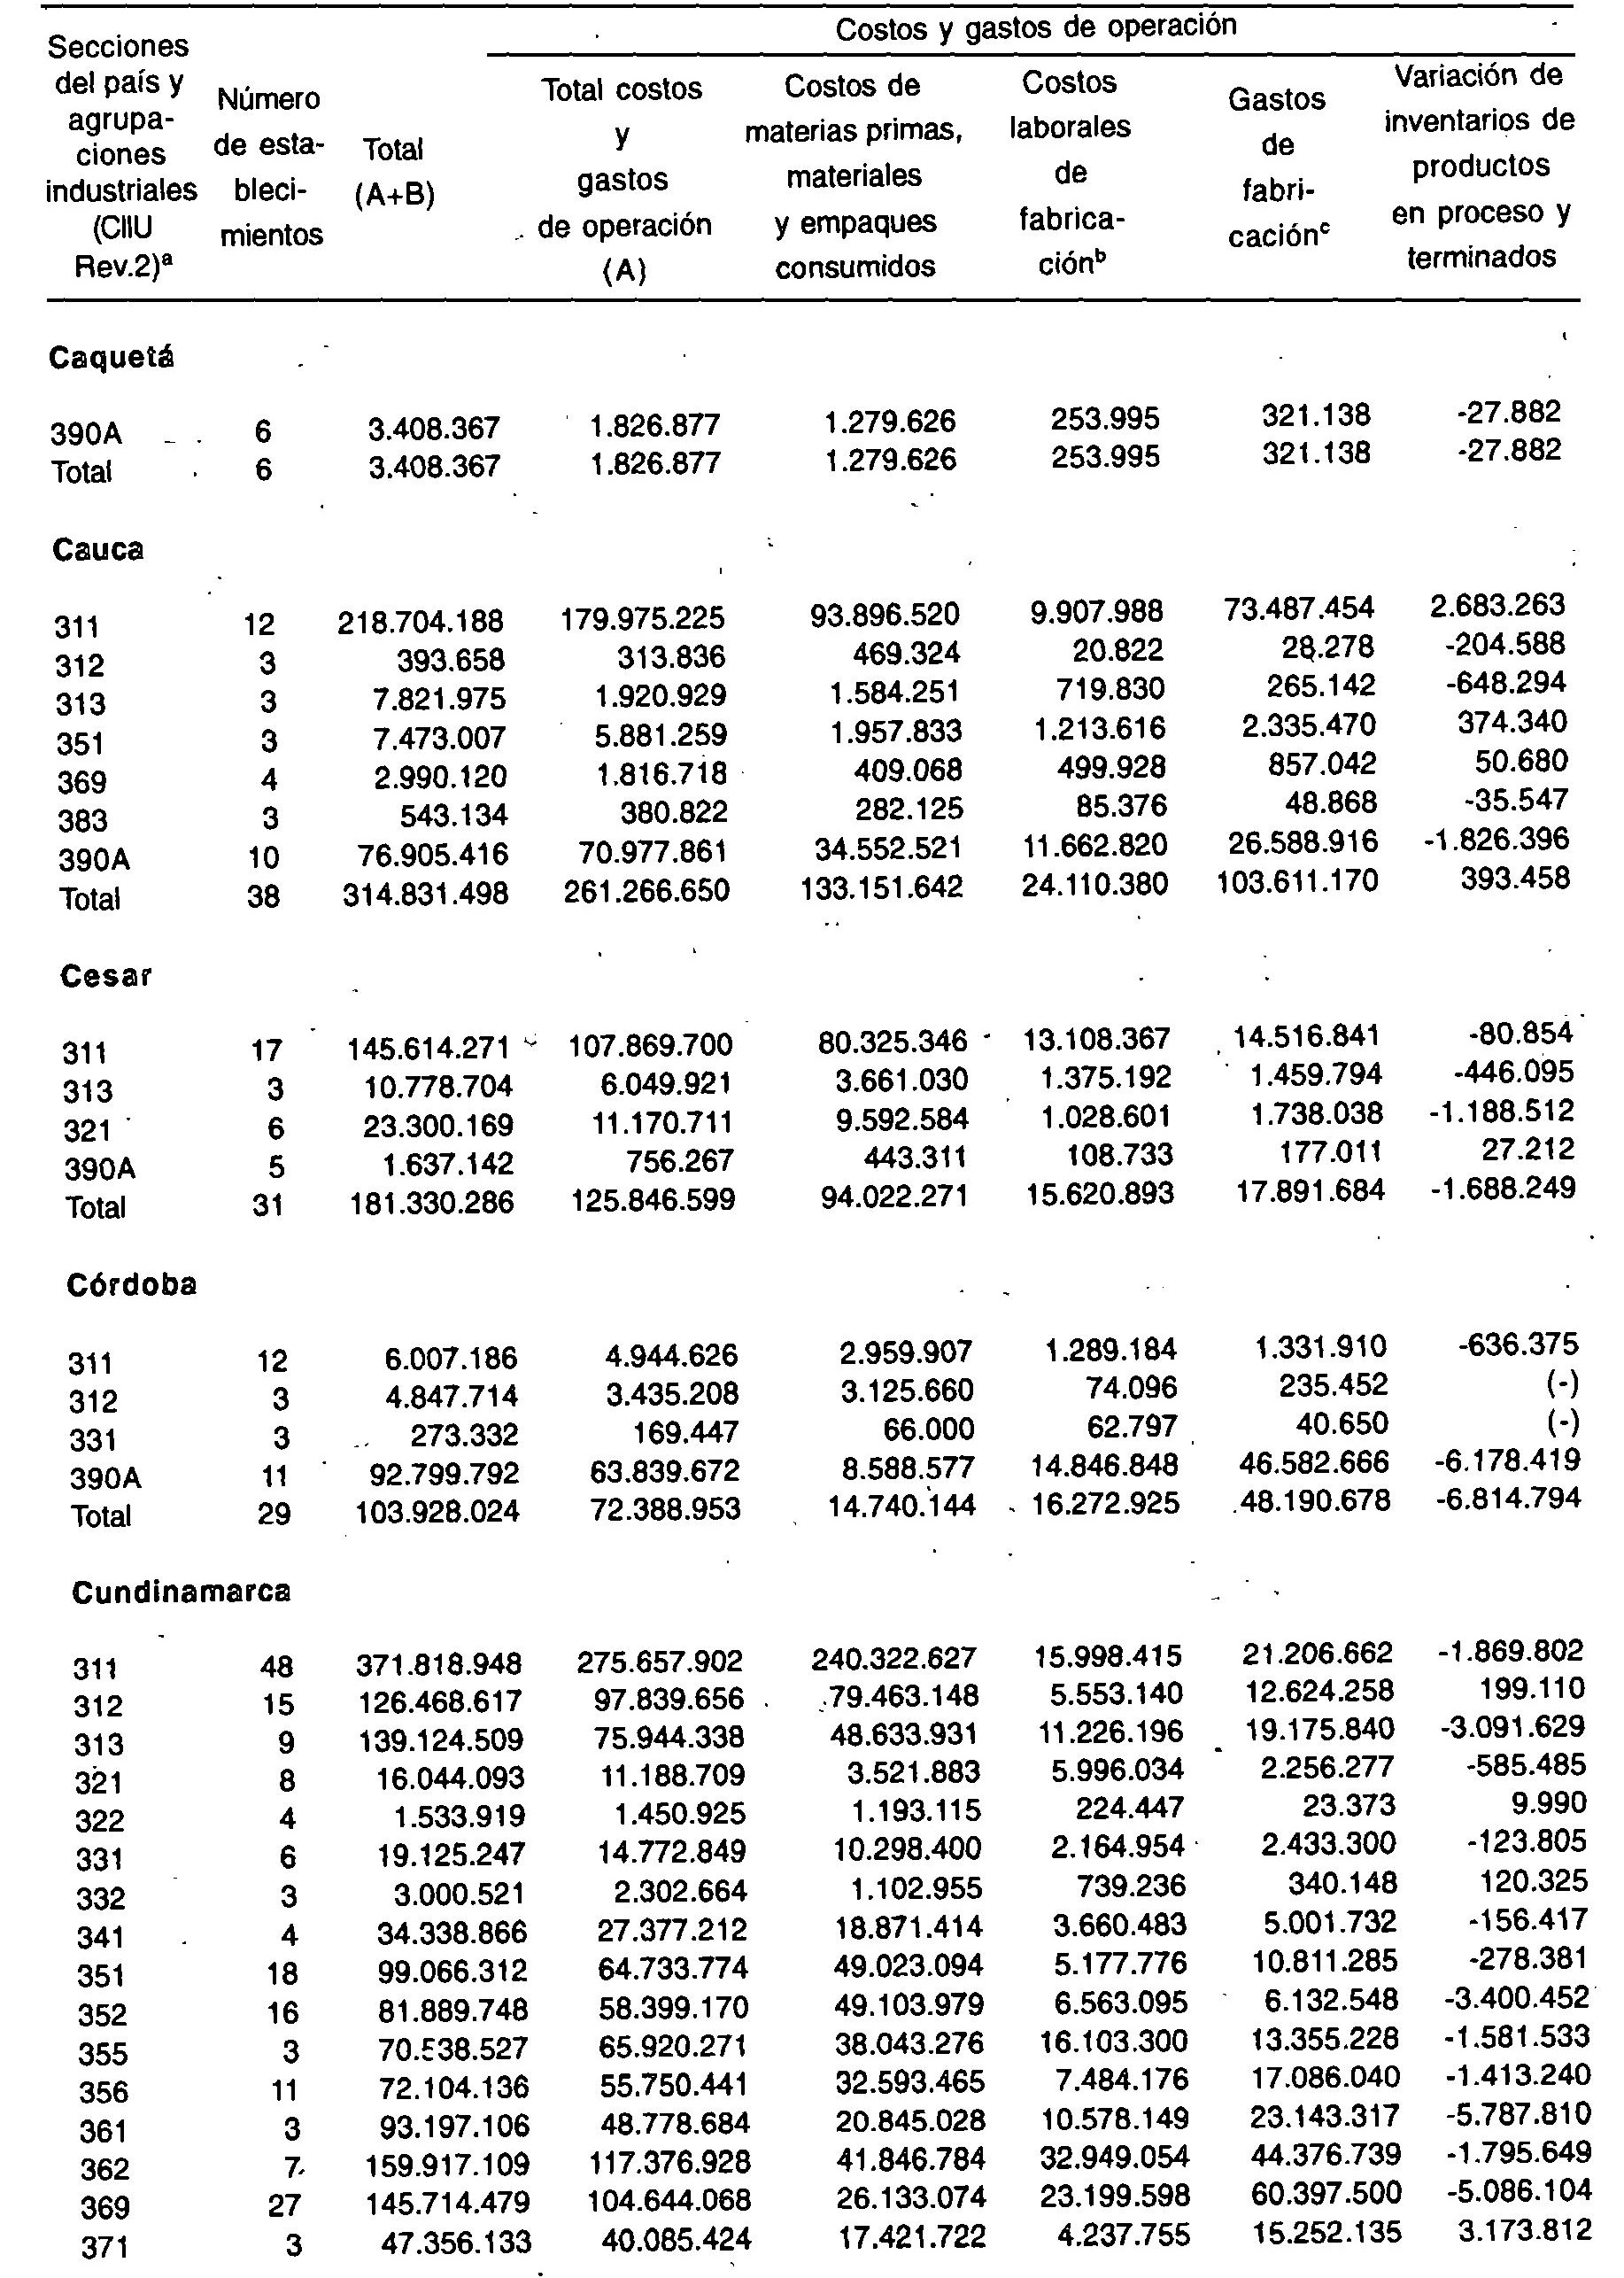 Costos y gastos de operación
Secciones del país y agrupaciones industriales (CIIU Rev.2)ª
Número de esta-blecimientos
Total (A+B)
Total costos y gastos de operación (A)
Costos de materias primas, materiales y empaques consumidos
Costos laborales de fabrica-ciónᵇ
Gastos de fabri-caciónᶜ
Variación de inventarios de productos en proceso y terminados
Caquetá
390A 6 3.408.367 1.826.877 1.279.626 253.995 321.138 -27.882
Total 6 3.408.367 1.826.877 1.279.626 253.995 321.138 -27.882
Cauca
311 12 218.704.188 179.975.225 93.896.520 9.907.988 73.487.454 2.683.263
312 3 393.658 313.836 469.324 20.822 28.278 -204.588
313 3 7.821.975 1.920.929 1.584.251 719.830 265.142 -648.294
351 3 7.473.007 5.881.259 1.957.833 1.213.616 2.335.470 374.340
369 4 2.990.120 1.816.718 409.068 499.928 857.042 50.680
383 3 543.134 380.822 282.125 85.376 48.868 -35.547
390A 10 76.905.416 70.977.861 34.552.521 11.662.820 26.588.916 -1.826.396
Total 38 314.831.498 261.266.650 133.151.642 24.110.380 103.611.170 393.458
Cesar
311 17 145.614.271 107.869.700 80.325.346 13.108.367 14.516.841 -80.854
313 3 10.778.704 6.049.921 3.661.030 1.375.192 1.459.794 -446.095
321 6 23.300.169 11.170.711 9.592.584 1.028.601 1.738.038 -1.188.512
390A 5 1.637.142 756.267 443.311 108.733 177.011 27.212
Total 31 181.330.286 125.846.599 94.022.271 15.620.893 17.891.684 -1.688.249
Córdoba
311 12 6.007.186 4.944.626 2.959.907 1.289.184 1.331.910 -636.375
312 3 4.847.714 3.435.208 3.125.660 74.096 235.452 (-)
331 3 273.332 169.447 66.000 62.797 40.650 (-)
390A 11 92.799.792 63.839.672 8.588.577 14.846.848 46.582.666 -6.178.419
Total 29 103.928.024 72.388.953 14.740.144 16.272.925 48.190.678 -6.814.794
Cundinamarca
311 48 371.818.948 275.657.902 240.322.627 15.998.415 21.206.662 -1.869.802
312 15 126.468.617 97.839.656 79.463.148 5.553.140 12.624.258 199.110
313 9 139.124.509 75.944.338 48.633.931 11.226.196 19.175.840 -3.091.629
321 8 16.044.093 11.188.709 3.521.883 5.996.034 2.256.277 -585.485
322 4 1.533.919 1.450.925 1.193.115 224.447 23.373 9.990
331 6 19.125.247 14.772.849 10.298.400 2.164.954 2.433.300 -123.805
332 3 3.000.521 2.302.664 1.102.955 739.236 340.148 120.325
341 4 34.338.866 27.377.212 18.871.414 3.660.483 5.001.732 -156.417
351 18 99.066.312 64.733.774 49.023.094 5.177.776 10.811.285 -278.381
352 16 81.889.748 58.399.170 49.103.979 6.563.095 6.132.548 -3.400.452
355 3 70.538.527 65.920.271 38.043.276 16.103.300 13.355.228 -1.581.533
356 11 72.104.136 55.750.441 32.593.465 7.484.176 17.086.040 -1.413.240
361 3 93.197.106 48.778.684 20.845.028 10.578.149 23.143.317 -5.787.810
362 7 159.917.109 117.376.928 41.846.784 32.949.054 44.376.739 -1.795.649
369 27 145.714.479 104.644.068 26.133.074 23.199.598 60.397.500 -5.086.104
371 3 47.356.133 40.085.424 17.421.722 4.237.755 15.252.135 3.173.812